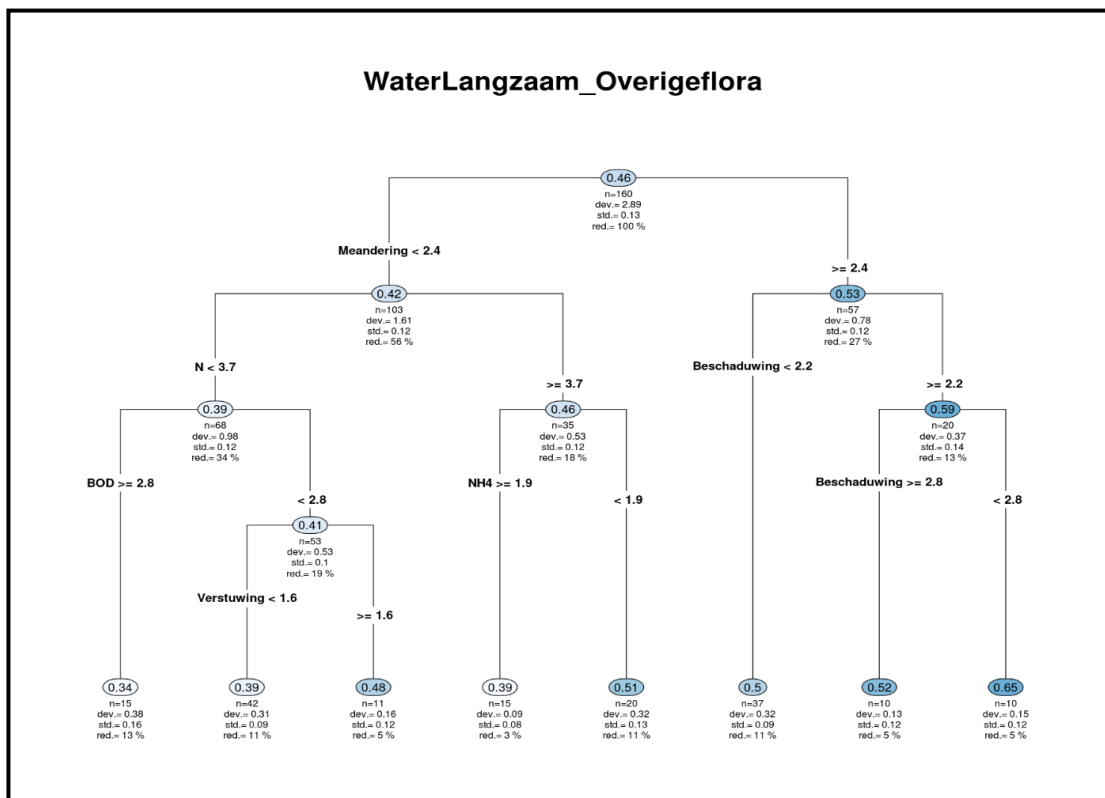 WaterLangzaam_Overigeflora
0.46
n=160
dev.= 2.89
std.= 0.13
red.= 100 %
Meandering < 2.4
>= 2.4
0.42
n=103
dev.= 1.61
std.= 0.12
red.= 56 %
0.53
n=57
dev.= 0.78
std.= 0.12
red.= 27 %
N < 3.7
>= 3.7
Beschaduwing < 2.2
>= 2.2
0.39
n=68
dev.= 0.98
std.= 0.12
red.= 34 %
0.46
n=35
dev.= 0.53
std.= 0.12
red.= 18 %
0.59
n=20
dev.= 0.37
std.= 0.14
red.= 13 %
BOD >= 2.8
< 2.8
NH4 >= 1.9
< 1.9
Beschaduwing >= 2.8
< 2.8
0.41
n=53
dev.= 0.53
std.= 0.1
red.= 19 %
Verstuwing < 1.6
>= 1.6
0.34
n=15
dev.= 0.38
std.= 0.16
red.= 13 %
0.39
n=42
dev.= 0.31
std.= 0.09
red.= 11 %
0.48
n=11
dev.= 0.16
std.= 0.12
red.= 5 %
0.39
n=15
dev.= 0.09
std.= 0.08
red.= 3 %
0.51
n=20
dev.= 0.32
std.= 0.13
red.= 11 %
0.5
n=37
dev.= 0.32
std.= 0.09
red.= 11 %
0.52
n=10
dev.= 0.13
std.= 0.12
red.= 5 %
0.65
n=10
dev.= 0.15
std.= 0.12
red.= 5 %